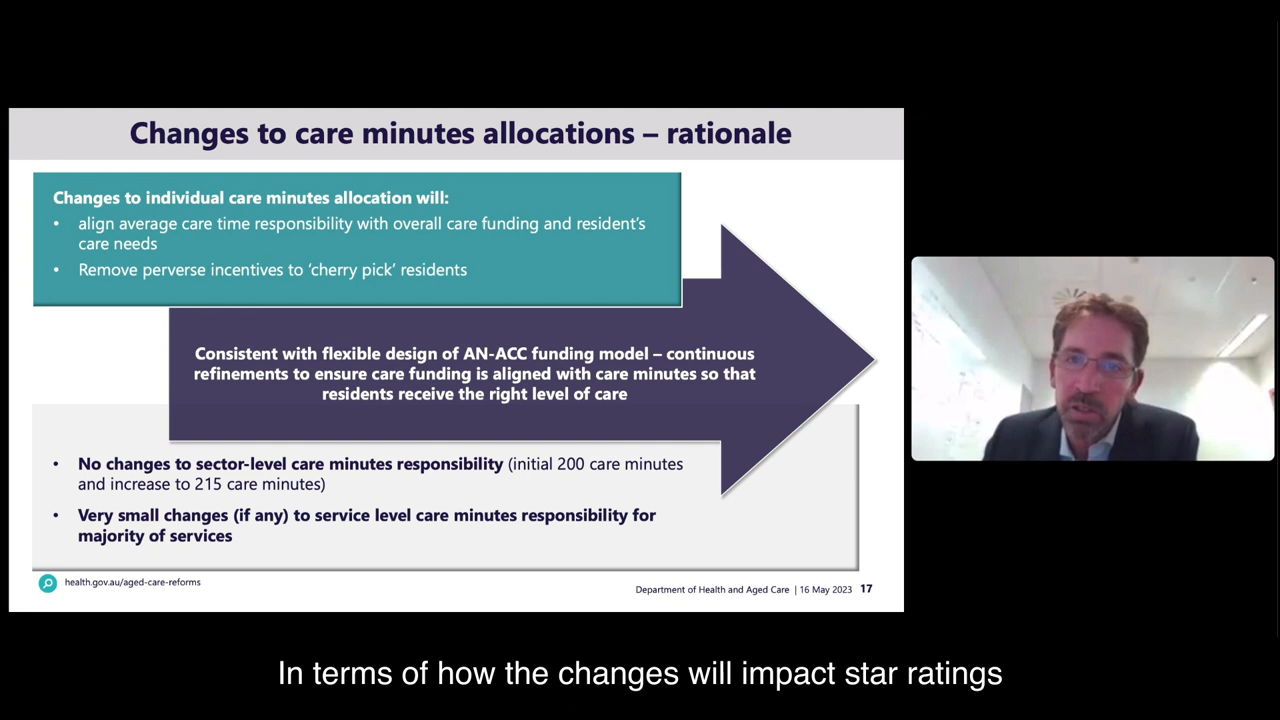 Changes to care minutes allocations – rationale
Changes to individual care minutes allocation will:
• align average care time responsibility with overall care funding and resident's
care needs
• Remove perverse incentives to 'cherry pick' residents
Consistent with flexible design of AN-ACC funding model – continuous
refinements to ensure care funding is aligned with care minutes so that
residents receive the right level of care
• No changes to sector-level care minutes responsibility (initial 200 care minutes
and increase to 215 care minutes)
• Very small changes (if any) to service level care minutes responsibility for
majority of services
health.gov.au/aged-care-reforms
Department of Health and Aged Care | 16 May 2023 17
In terms of how the changes will impact star ratings